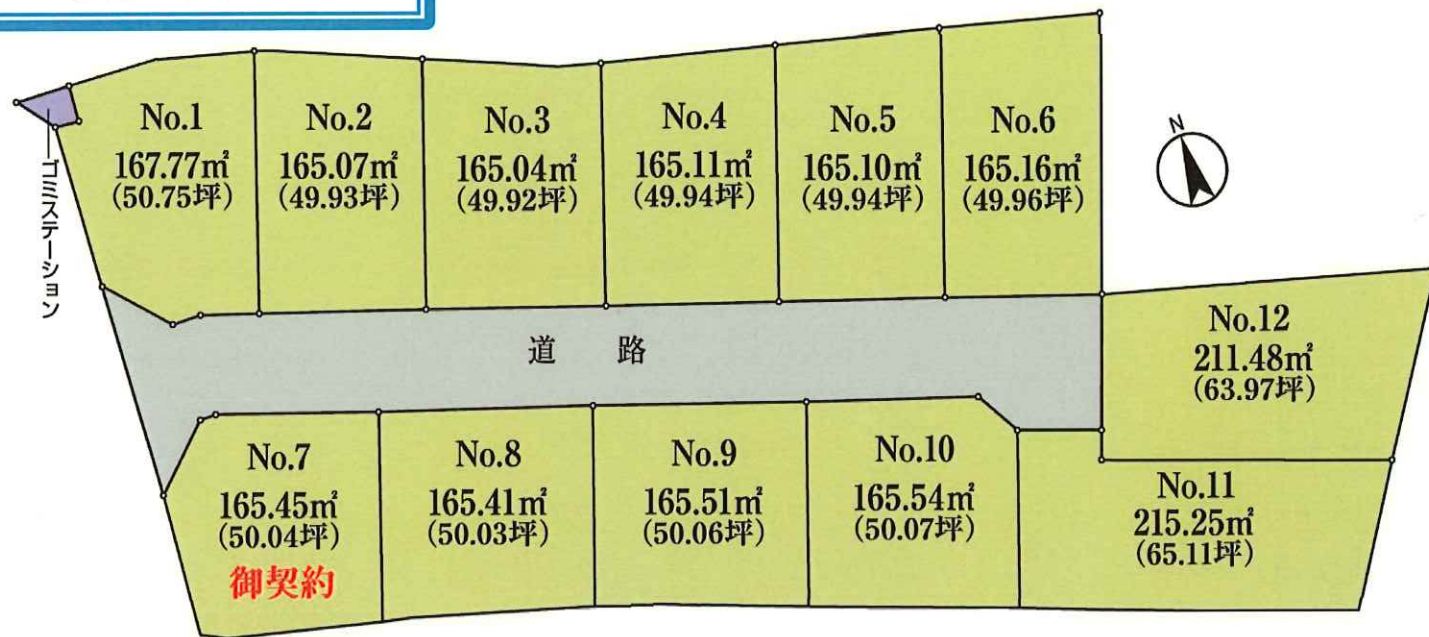 No.1
167.77㎡
(50.75坪)
No.2
165.07㎡
(49.93坪)
No.3
165.04㎡
(49.92坪)
No.4
165.11㎡
(49.94坪)
No.5
165.10㎡
(49.94坪)
No.6
165.16㎡
(49.96坪)
N
ゴミステーション
道 路
No.12
211.48㎡
(63.97坪)
No.7
165.45㎡
(50.04坪)
御契約
No.8
165.41㎡
(50.03坪)
No.9
165.51㎡
(50.06坪)
No.10
165.54㎡
(50.07坪)
No.11
215.25㎡
(65.11坪)